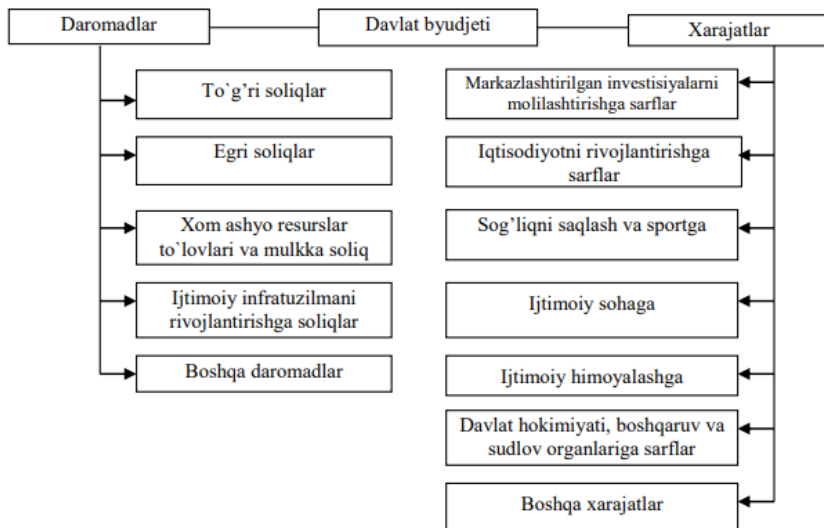 Daromadlar
Davlat byudjeti
Xarajatlar
To`g’ri soliqlar
Egri soliqlar
Xom ashyo resurslar
to`lovlari va mulkka soliq
Ijtimoiy infratuzilmani
rivojlantirishga soliqlar
Boshqa daromadlar
Markazlashtirilgan investisiyalarni
molilashtirishga sarflar
Iqtisodiyotni rivojlantirishga
sarflar
Sog’liqni saqlash va sportga
Ijtimoiy sohaga
Ijtimoiy himoyalashga
Davlat hokimiyati, boshqaruv va
sudlov organlariga sarflar
Boshqa xarajatlar